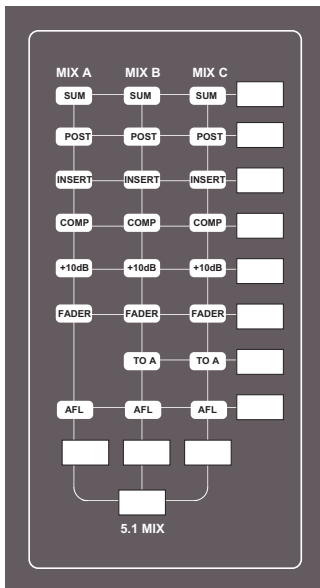 MIX A MIX B MIX C
SUM SUM SUM
POST POST POST
INSERT INSERT INSERT
COMP COMP COMP
+10dB +10dB +10dB
FADER FADER FADER
TO A TO A
AFL AFL AFL
5.1 MIX